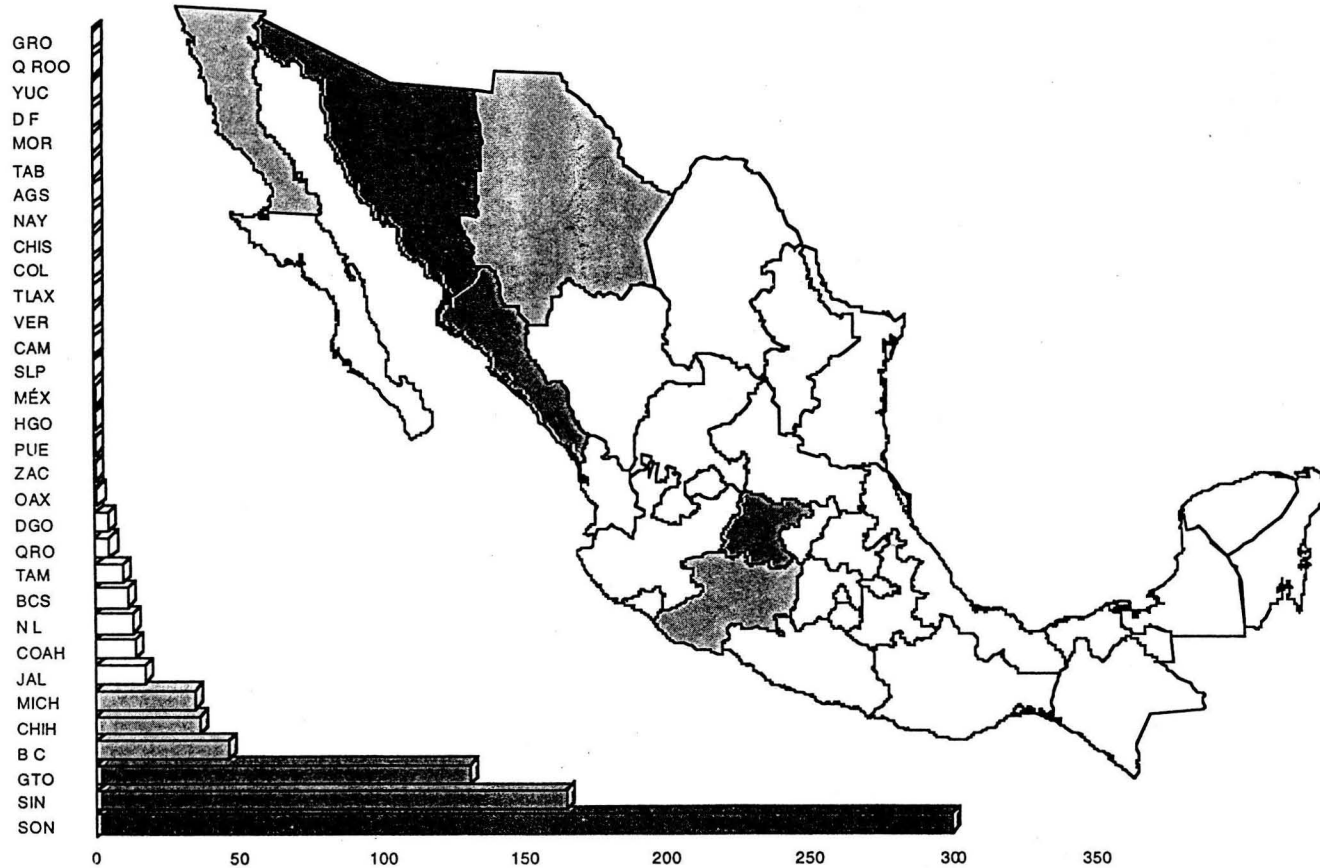 GRO
Q ROO
YUC
D F
MOR
TAB
AGS
NAY
CHIS
COL
TLAX
VER
CAM
SLP
MÉX
HGO
PUE
ZAC
OAX
DGO
QRO
TAM
BCS
N L
COAH
JAL
MICH
CHIH
B C
GTO
SIN
SON
0 50 100 150 200 250 300 350